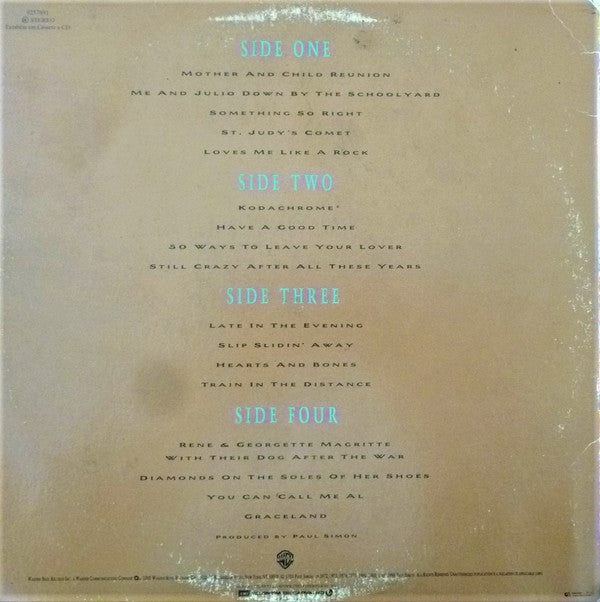 STEREO
SIDE ONE
MOTHER AND CHILD REUNION
ME AND JULIO DOWN BY THE SCHOOLYARD
SOMETHING SO RIGHT
ST. JUDY'S COMET
LOVES ME LIKE A ROCK
SIDE TWO
KODACHROME®
HAVE A GOOD TIME
50 WAYS TO LEAVE YOUR LOVER
STILL CRAZY AFTER ALL THESE YEARS
SIDE THREE
LATE IN THE EVENING
SLIP SLIDIN' AWAY
HEARTS AND BONES
TRAIN IN THE DISTANCE
SIDE FOUR
RENE & GEORGETTE MAGRITTE
WITH THEIR DOG AFTER THE WAR
DIAMONDS ON THE SOLES OF HER SHOES
YOU CAN CALL ME AL
GRACELAND
PRODUCED BY PAUL SIMON